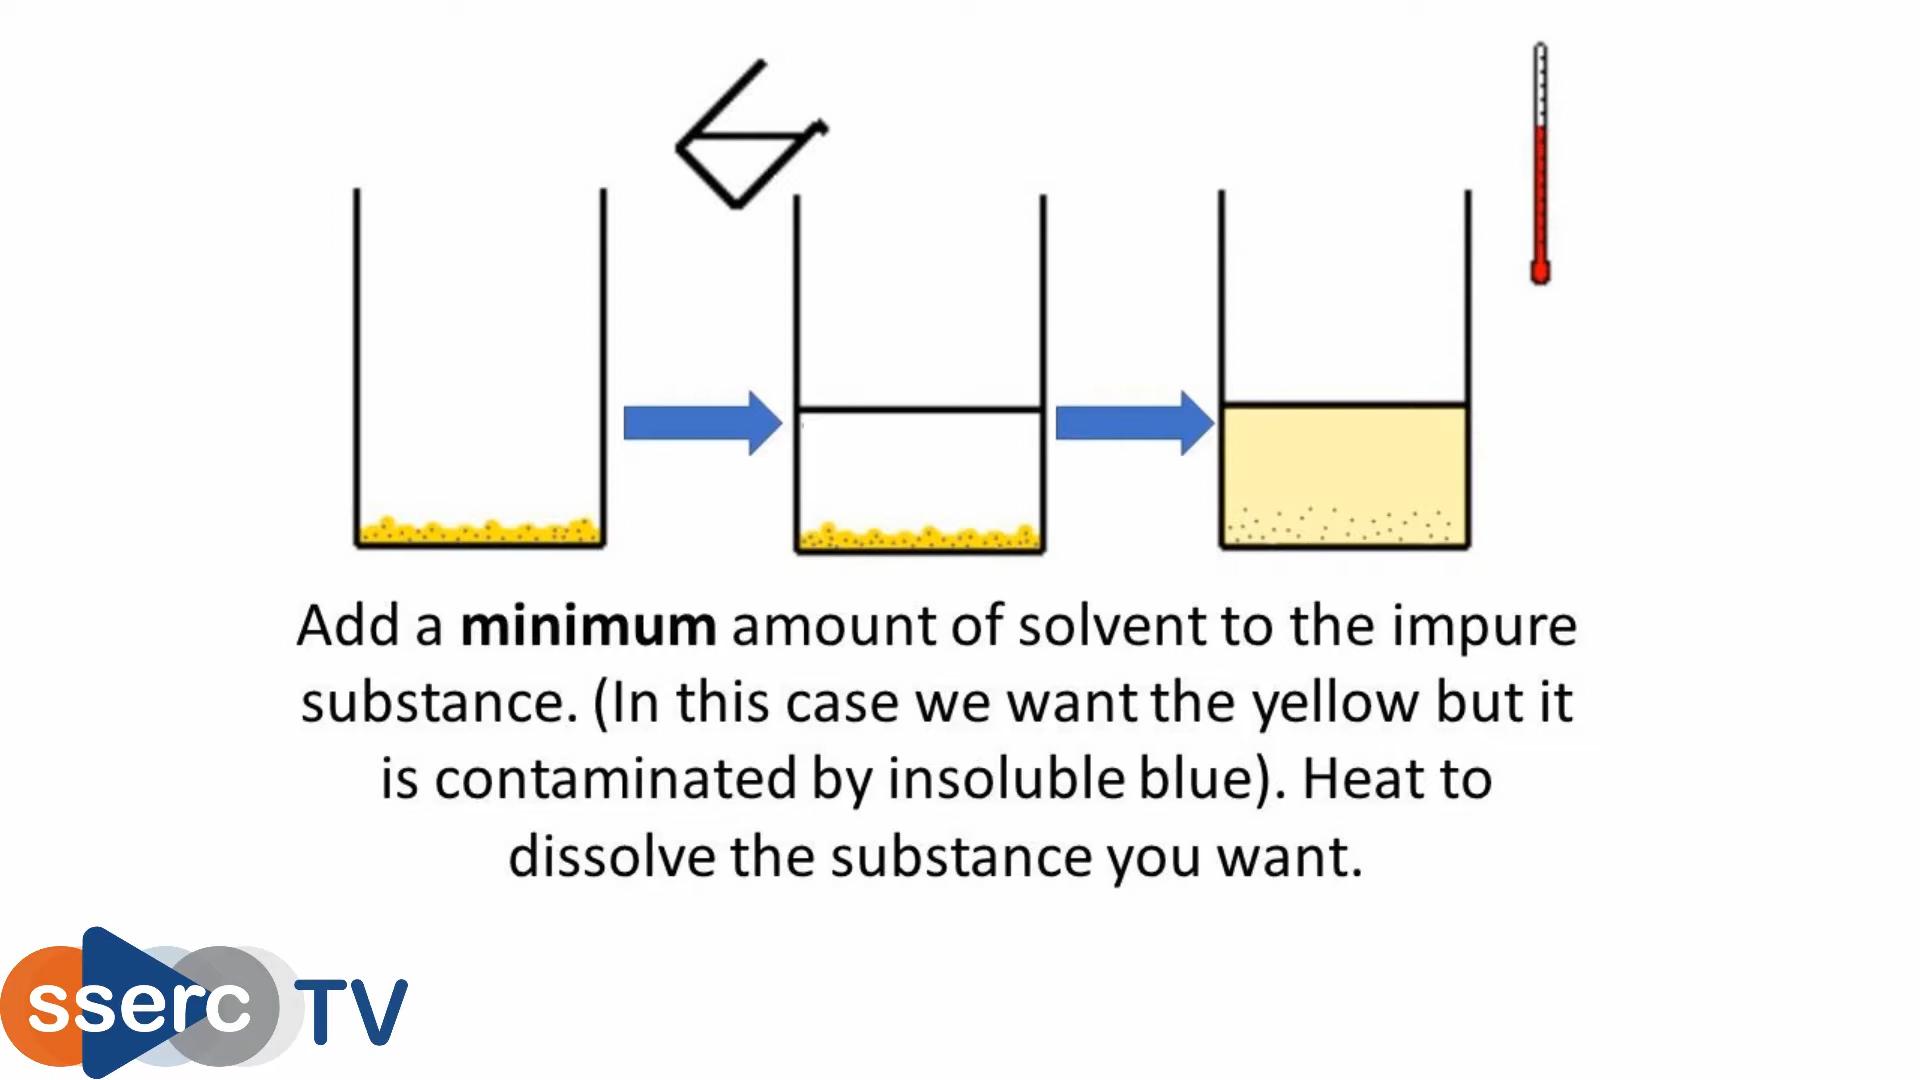 Add a minimum amount of solvent to the impure
substance. (In this case we want the yellow but it
is contaminated by insoluble blue). Heat to
dissolve the substance you want.
sserc TV